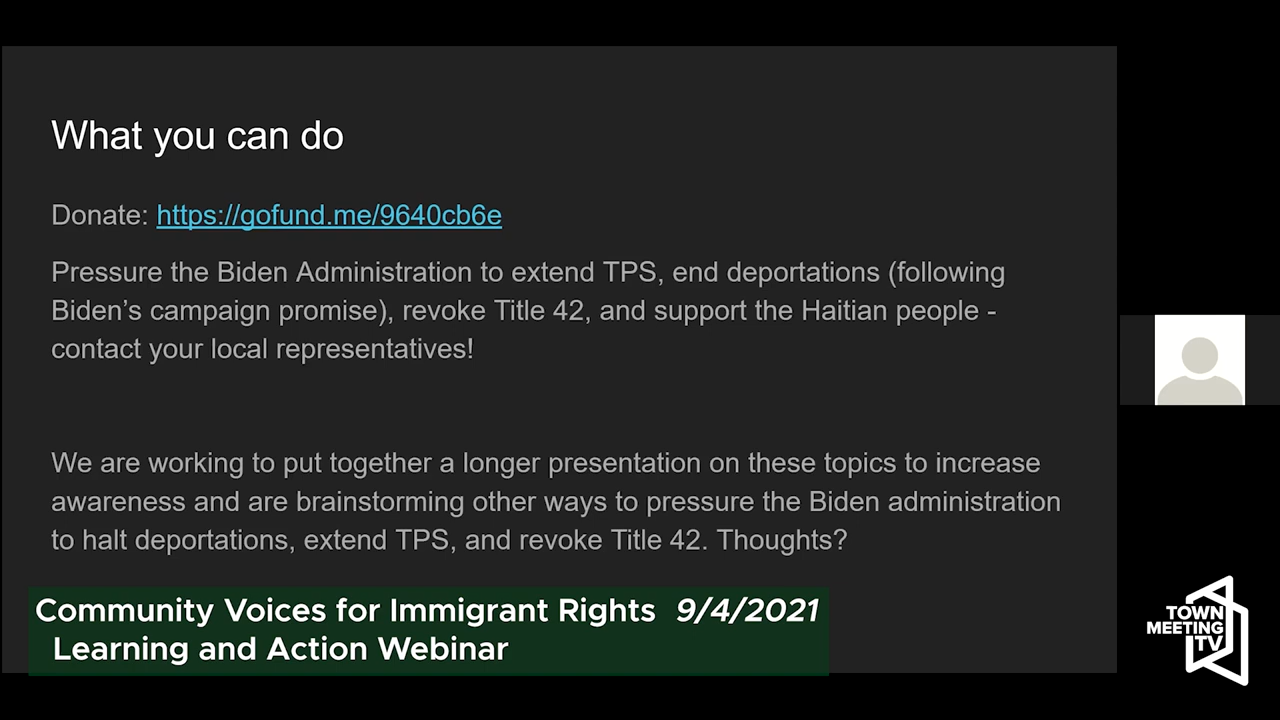 What you can do
Donate: https://gofund.me/9640cb6e
Pressure the Biden Administration to extend TPS, end deportations (following
Biden’s campaign promise), revoke Title 42, and support the Haitian people -
contact your local representatives!
We are working to put together a longer presentation on these topics to increase
awareness and are brainstorming other ways to pressure the Biden administration
to halt deportations, extend TPS, and revoke Title 42. Thoughts?
Community Voices for Immigrant Rights 9/4/2021
Learning and Action Webinar
TOWN
MEETING
TV